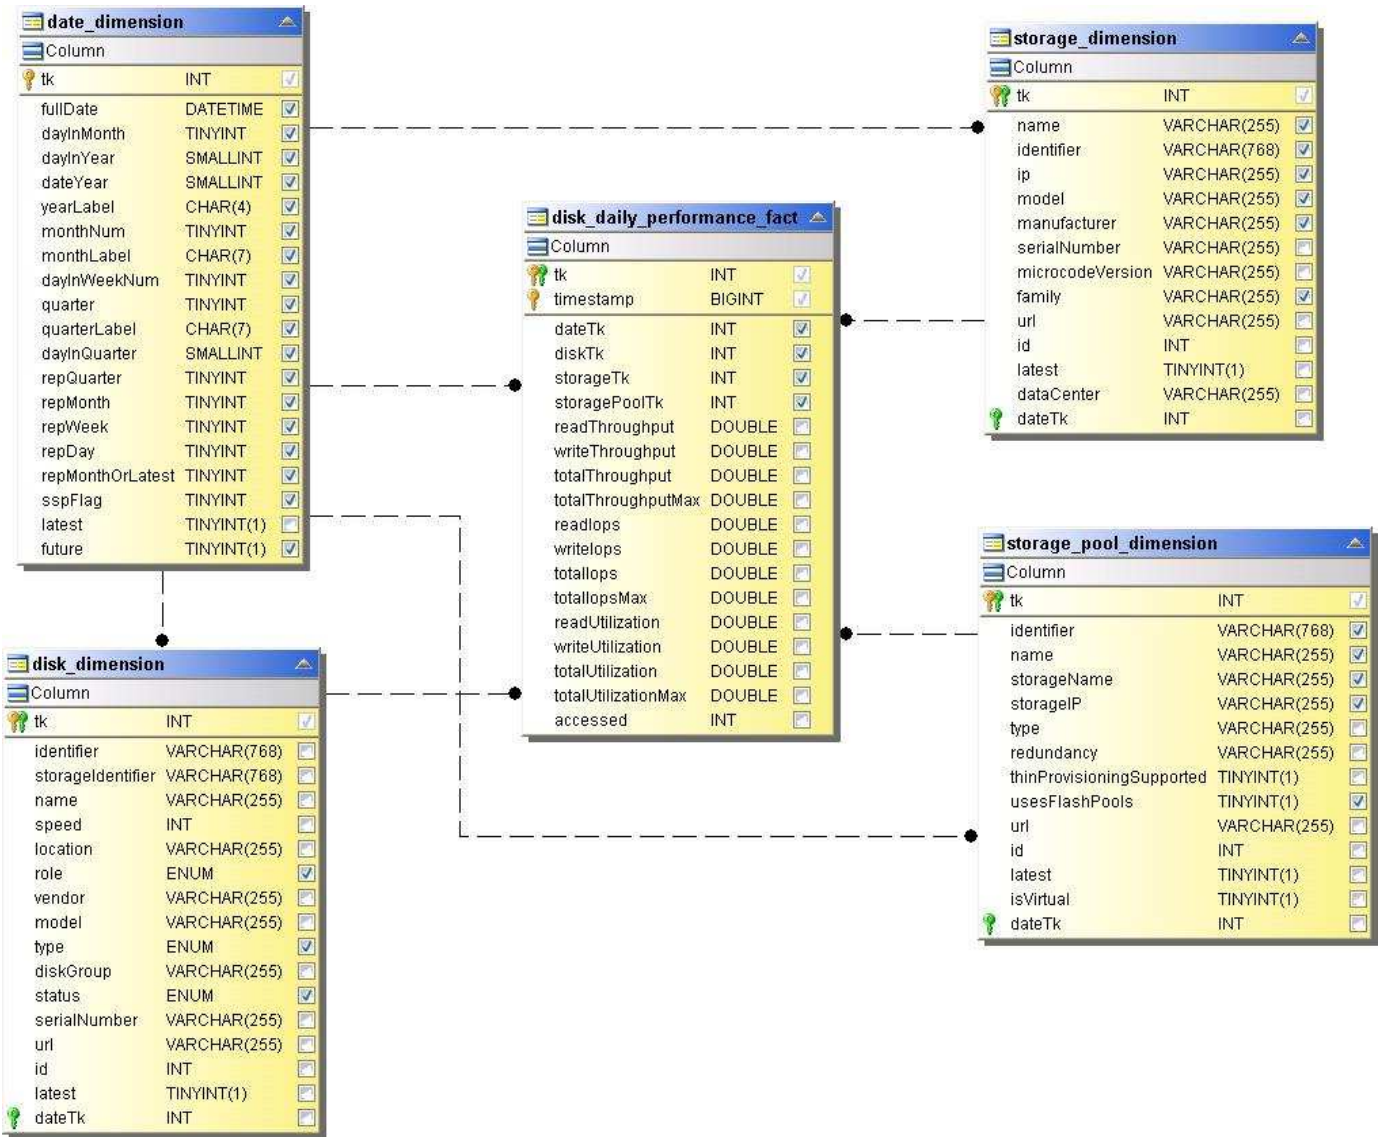 date_dimension
Column
tk INT
fullDate DATETIME
dayInMonth TINYINT
dayInYear SMALLINT
dateYear SMALLINT
yearLabel CHAR(4)
monthNum TINYINT
monthLabel CHAR(7)
dayInWeekNum TINYINT
quarter TINYINT
quarterLabel CHAR(7)
dayInQuarter SMALLINT
repQuarter TINYINT
repMonth TINYINT
repWeek TINYINT
repDay TINYINT
repMonthOrLatest TINYINT
sspFlag TINYINT
latest TINYINT(1)
future TINYINT(1)
disk_dimension
Column
tk INT
identifier VARCHAR(768)
storageIdentifier VARCHAR(768)
name VARCHAR(255)
speed INT
location VARCHAR(255)
role ENUM
vendor VARCHAR(255)
model VARCHAR(255)
type ENUM
diskGroup VARCHAR(255)
status ENUM
serialNumber VARCHAR(255)
url VARCHAR(255)
id INT
latest TINYINT(1)
dateTk INT
disk_daily_performance_fact
Column
tk INT
timestamp BIGINT
dateTk INT
diskTk INT
storageTk INT
storagePoolTk INT
readThroughput DOUBLE
writeThroughput DOUBLE
totalThroughput DOUBLE
totalThroughputMax DOUBLE
readIops DOUBLE
writeIops DOUBLE
totalIops DOUBLE
totalIopsMax DOUBLE
readUtilization DOUBLE
writeUtilization DOUBLE
totalUtilization DOUBLE
totalUtilizationMax DOUBLE
accessed INT
storage_dimension
Column
tk INT
name VARCHAR(255)
identifier VARCHAR(768)
ip VARCHAR(255)
model VARCHAR(255)
manufacturer VARCHAR(255)
serialNumber VARCHAR(255)
microcodeVersion VARCHAR(255)
family VARCHAR(255)
url VARCHAR(255)
id INT
latest TINYINT(1)
dataCenter VARCHAR(255)
dateTk INT
storage_pool_dimension
Column
tk INT
identifier VARCHAR(768)
name VARCHAR(255)
storageName VARCHAR(255)
storageIP VARCHAR(255)
type VARCHAR(255)
redundancy VARCHAR(255)
thinProvisioningSupported TINYINT(1)
usesFlashPools TINYINT(1)
url VARCHAR(255)
id INT
latest TINYINT(1)
isVirtual TINYINT(1)
dateTk INT